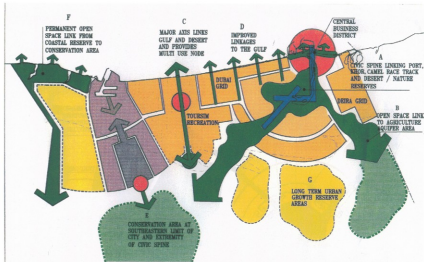 F
PERMANENT OPEN
SPACE LINK FROM
COASTAL RESERVE TO
CONSERVATION AREA
C
MAJOR AXIS LINES
GULF AND DESERT
AND PROVIDES
MULTI USE NODE
D
IMPROVED
LINKAGES
TO THE GULF
CENTRAL
BUSINESS
DISTRICT
A
CIVIC SPINE LINKING PORT,
KHOR, CAMEL RACE TRACK
AND DESERT / NATURE
RESERVES
DUBAI
GRID
TOURISM
RECREATION
DEIRA GRID
B
OPEN SPACE LINK
TO AGRICULTURE
AQUIFER AREA
G
LONG TERM URBAN
GROWTH RESERVE
AREAS
E
CONSERVATION AREA AT
SOUTHEASTERN LIMIT OF
CITY AND EXTREMITY
OF CIVIC SPINE